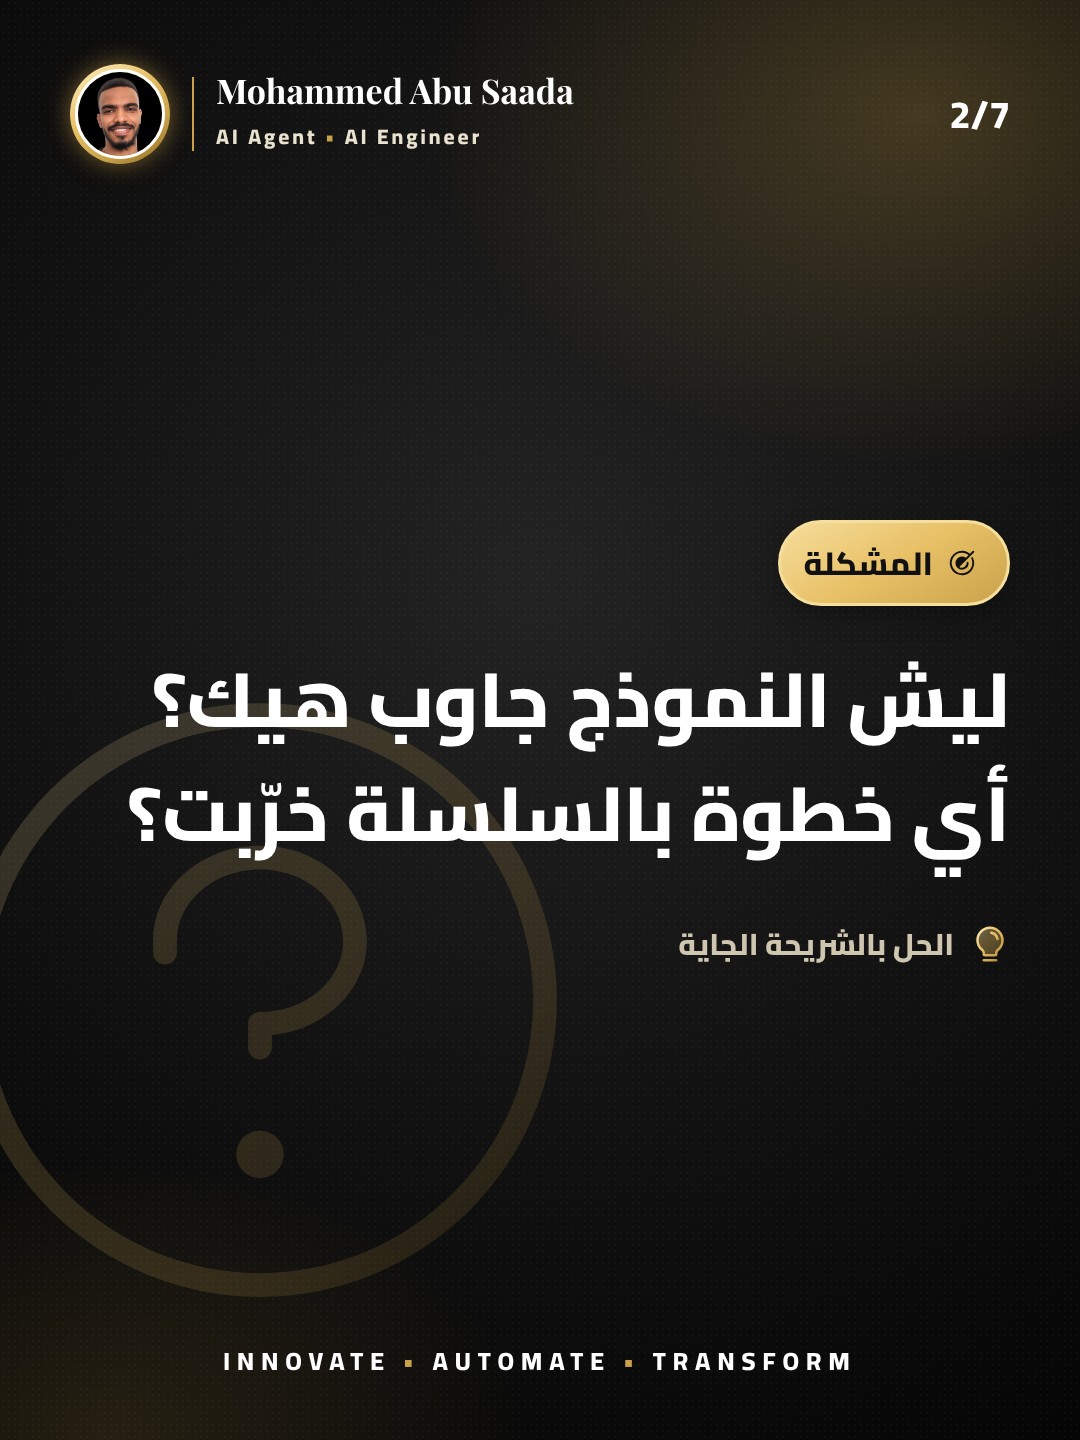 Mohammed Abu Saada
AI Agent ▪ AI Engineer
2/7
المشكلة
ليش النموذج جاوب هيك؟
أي خطوة بالسلسلة خرّبت؟
الحل بالشريحة الجاية
INNOVATE ▪ AUTOMATE ▪ TRANSFORM